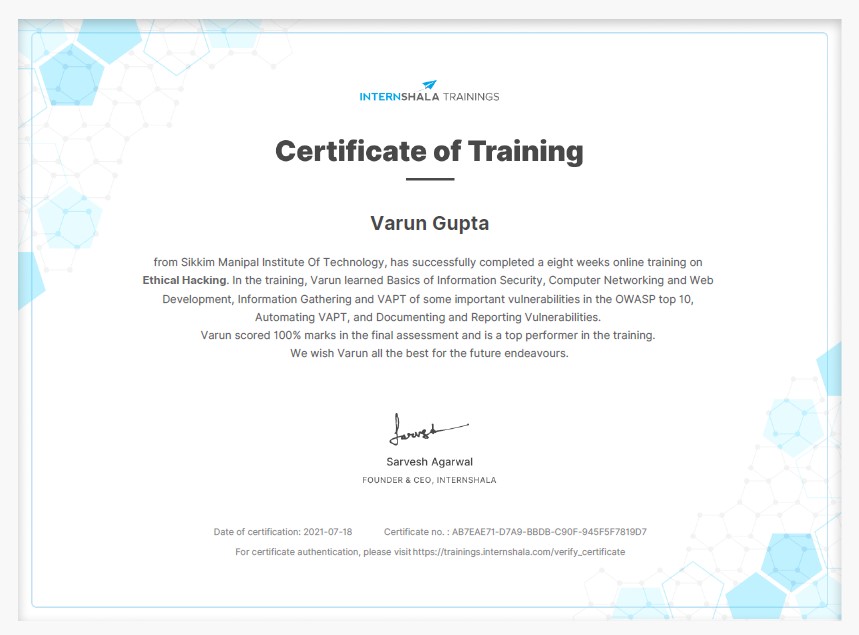 INTERNSHALA TRAININGS
Certificate of Training
Varun Gupta
from Sikkim Manipal Institute Of Technology, has successfully completed a eight weeks online training on
Ethical Hacking. In the training, Varun learned Basics of Information Security, Computer Networking and Web
Development, Information Gathering and VAPT of some important vulnerabilities in the OWASP top 10,
Automating VAPT, and Documenting and Reporting Vulnerabilities.
Varun scored 100% marks in the final assessment and is a top performer in the training.
We wish Varun all the best for the future endeavours.
Sarvesh
Sarvesh Agarwal
FOUNDER & CEO, INTERNSHALA
Date of certification: 2021-07-18 Certificate no. : AB7EAE71-D7A9-BBDB-C90F-945F5F7819D7
For certificate authentication, please visit https://trainings.internshala.com/verify_certificate